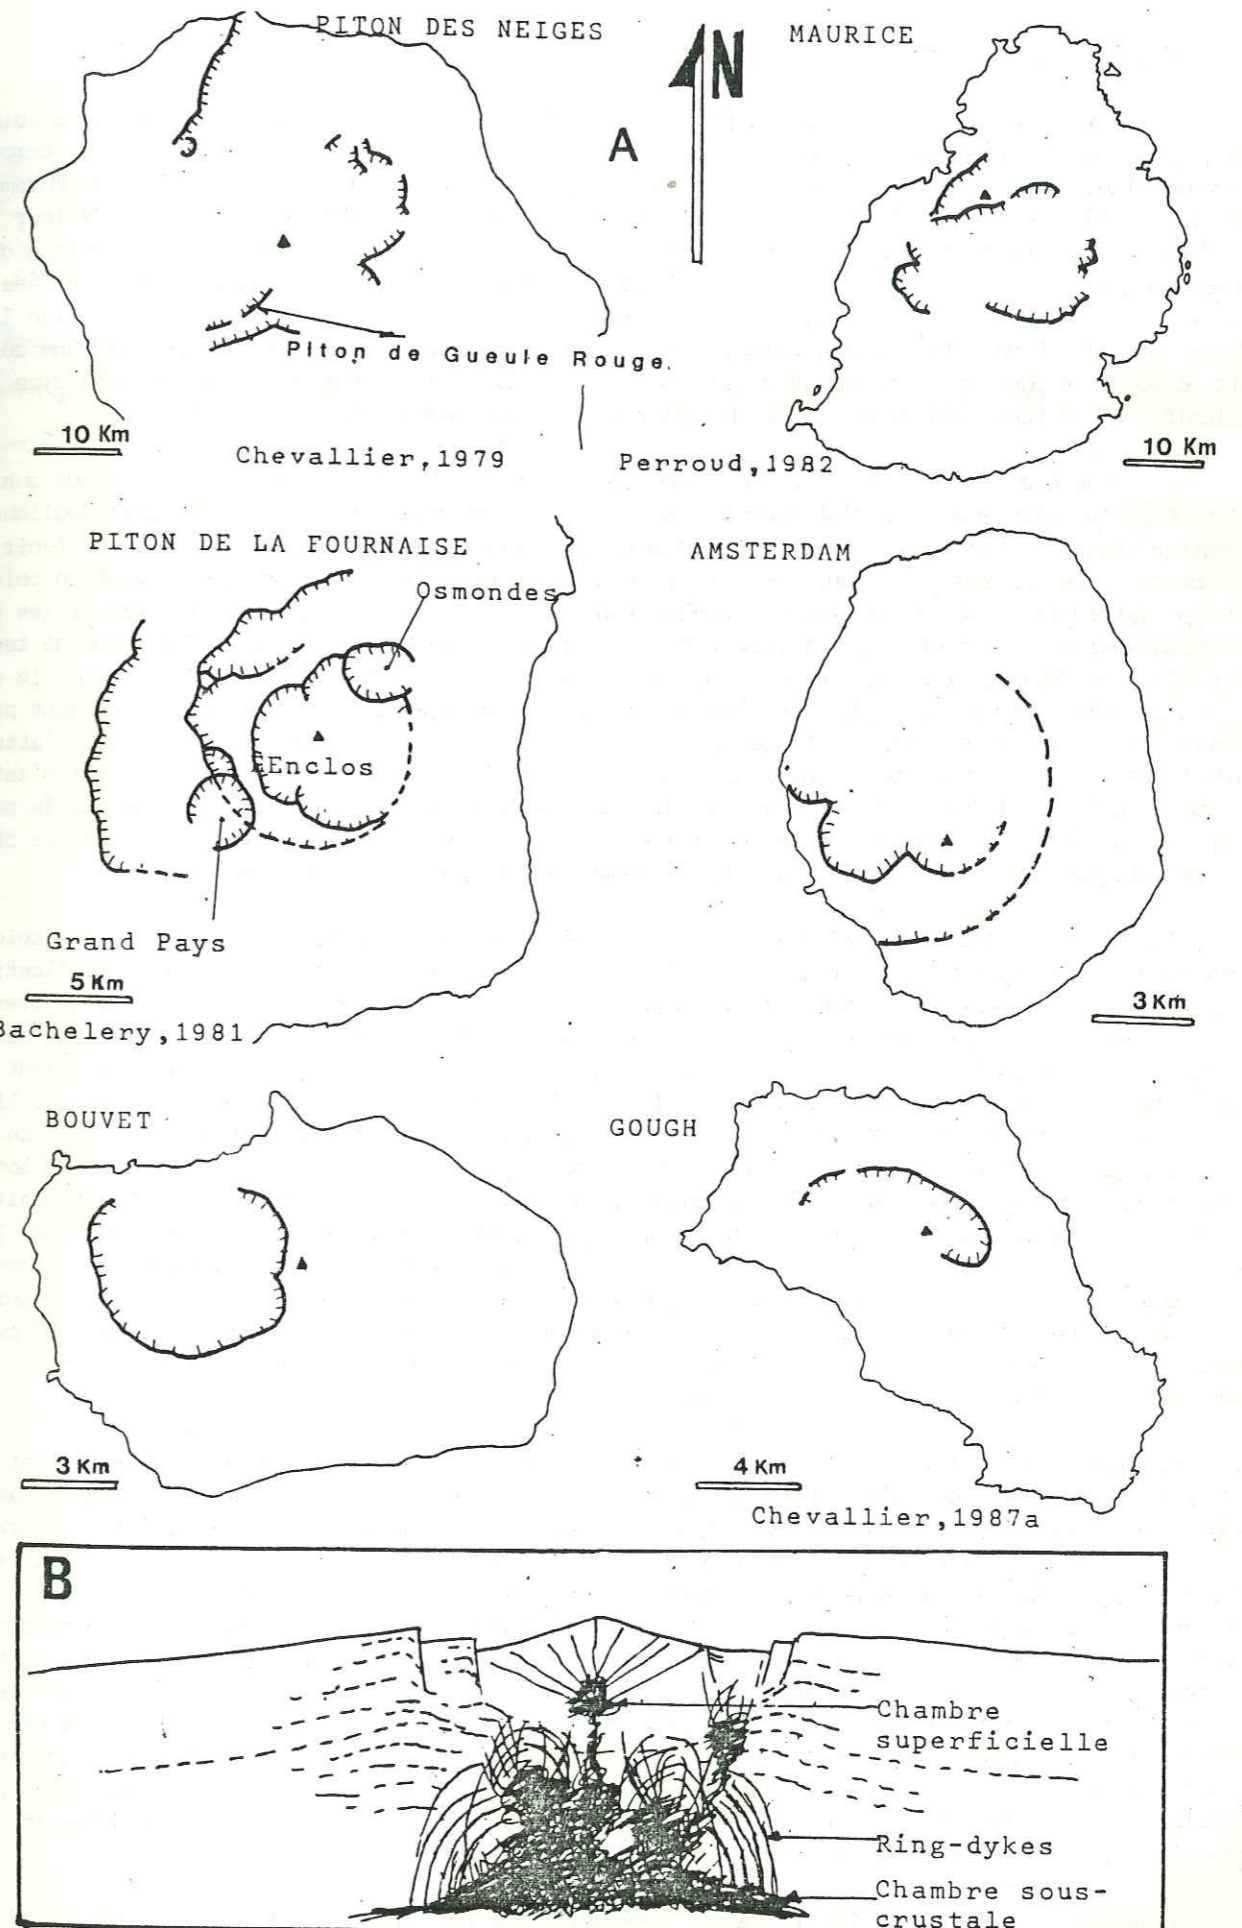 PITON DES NEIGES
N
MAURICE
A
Piton de Gueule Rouge.
10 Km
Chevallier,1979
Perroud,1982
10 Km
PITON DE LA FOURNAISE
Osmondes
AMSTERDAM
Enclos
Grand Pays
5 Km
Bachelery,1981
3 Km
BOUVET
GOUGH
3 Km
4 Km
Chevallier,1987a
B
Chambre
superficielle
Ring-dykes
Chambre sous-
crustale